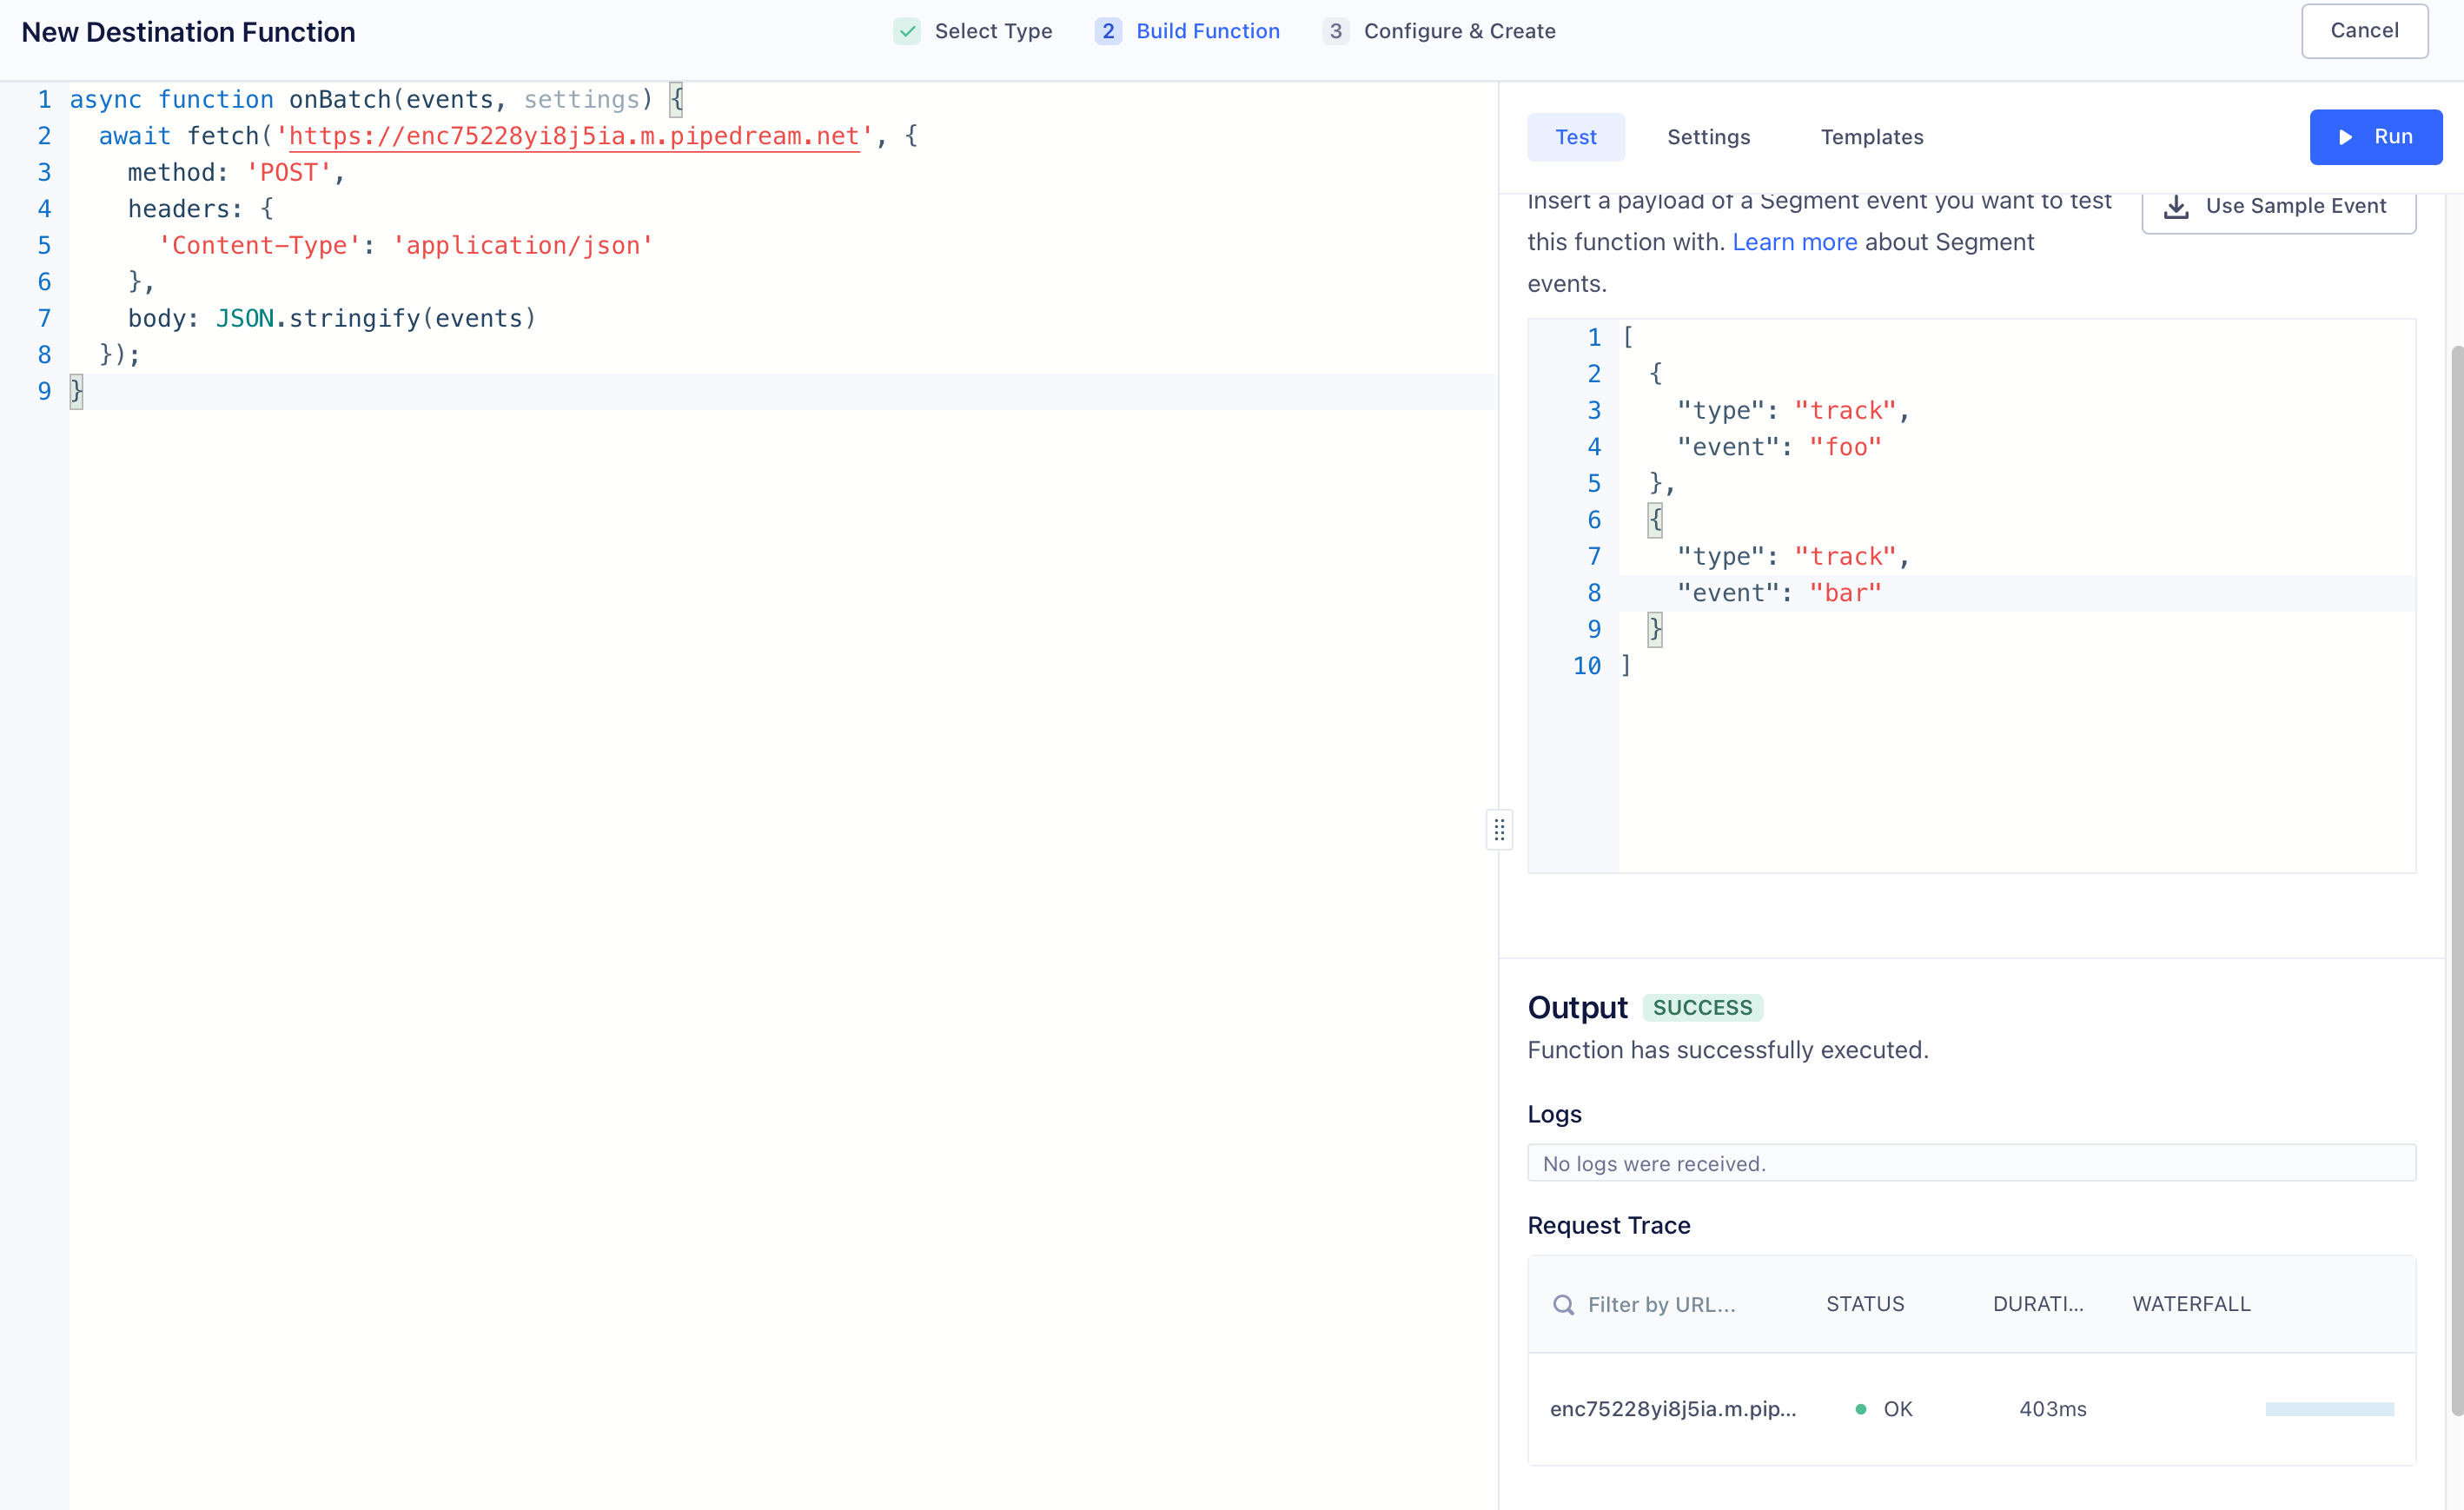 New Destination Function
Select Type
2 Build Function
3 Configure & Create
Cancel
1 async function onBatch(events, settings) {
2   await fetch('https://enc75228yi8j5ia.m.pipedream.net', {
3     method: 'POST',
4     headers: {
5       'Content-Type': 'application/json'
6     },
7     body: JSON.stringify(events)
8   });
9 }
Test
Settings
Templates
Run
Insert a payload of a Segment event you want to test
this function with. Learn more about Segment
events.
Use Sample Event
1 [
2   {
3     "type": "track",
4     "event": "foo"
5   },
6   {
7     "type": "track",
8     "event": "bar"
9   }
10 ]
Output SUCCESS
Function has successfully executed.
Logs
No logs were received.
Request Trace
Filter by URL... STATUS DURATI... WATERFALL
enc75228yi8j5ia.m.pip... OK 403ms